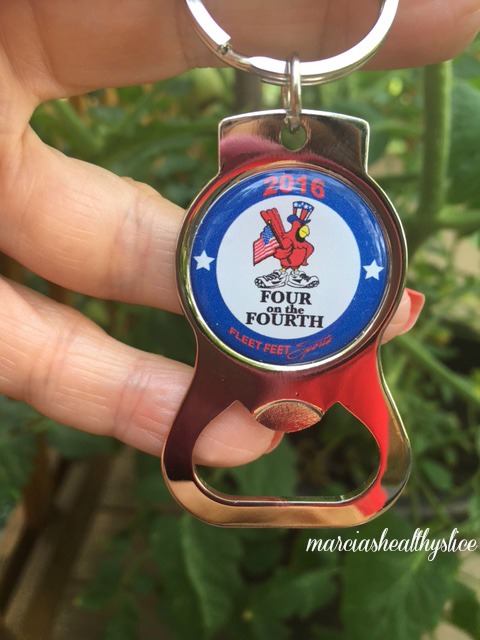 2016
FOUR
on the
FOURTH
FLEET FEET Sports
marciashealthyslice